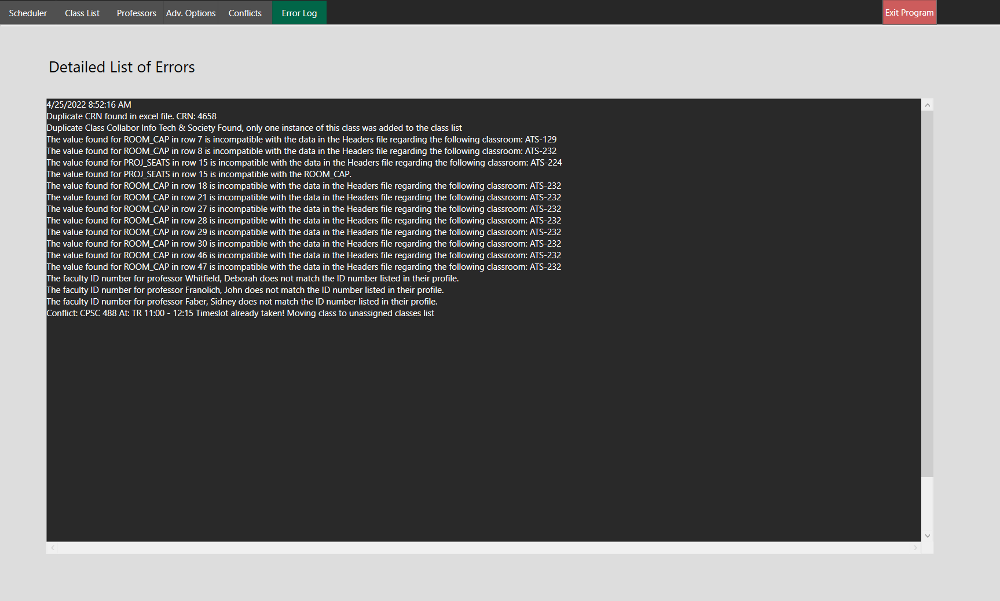 Scheduler Class List Professors Adv. Options Conflicts Error Log Exit Program
Detailed List of Errors
4/25/2022 8:52:16 AM
Duplicate CRN found in excel file. CRN: 4658
Duplicate Class Collabor Info Tech & Society Found, only one instance of this class was added to the class list
The value found for ROOM_CAP in row 7 is incompatible with the data in the Headers file regarding the following classroom: ATS-129
The value found for ROOM_CAP in row 8 is incompatible with the data in the Headers file regarding the following classroom: ATS-232
The value found for PROJ_SEATS in row 15 is incompatible with the data in the Headers file regarding the following classroom: ATS-224
The value found for PROJ_SEATS in row 15 is incompatible with the ROOM_CAP.
The value found for ROOM_CAP in row 18 is incompatible with the data in the Headers file regarding the following classroom: ATS-232
The value found for ROOM_CAP in row 21 is incompatible with the data in the Headers file regarding the following classroom: ATS-232
The value found for ROOM_CAP in row 27 is incompatible with the data in the Headers file regarding the following classroom: ATS-232
The value found for ROOM_CAP in row 28 is incompatible with the data in the Headers file regarding the following classroom: ATS-232
The value found for ROOM_CAP in row 29 is incompatible with the data in the Headers file regarding the following classroom: ATS-232
The value found for ROOM_CAP in row 30 is incompatible with the data in the Headers file regarding the following classroom: ATS-232
The value found for ROOM_CAP in row 46 is incompatible with the data in the Headers file regarding the following classroom: ATS-232
The value found for ROOM_CAP in row 47 is incompatible with the data in the Headers file regarding the following classroom: ATS-232
The faculty ID number for professor Whitfield, Deborah does not match the ID number listed in their profile.
The faculty ID number for professor Franolich, John does not match the ID number listed in their profile.
The faculty ID number for professor Faber, Sidney does not match the ID number listed in their profile.
Conflict: CPSC 488 At: TR 11:00 - 12:15 Timeslot already taken! Moving class to unassigned classes list